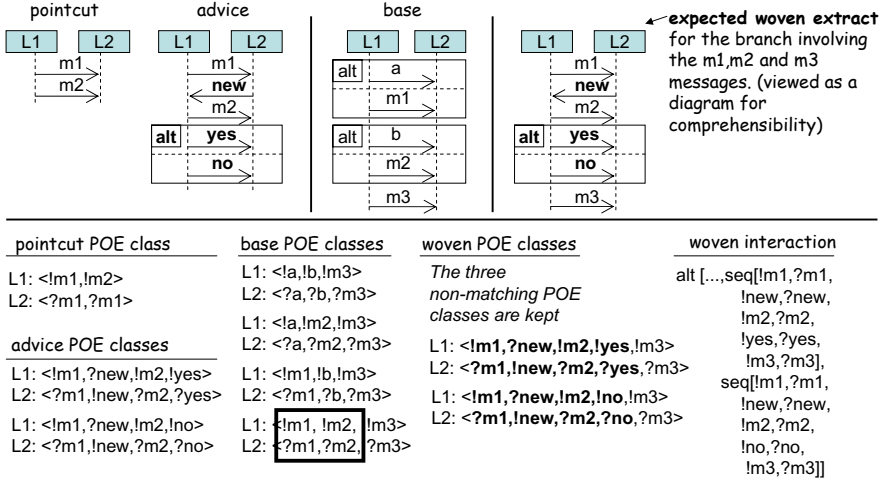 pointcut
L1 L2
m1
m2
advice
L1 L2
m1
new
m2
alt yes
no
base
L1 L2
alt a
m1
alt b
m2
m3
L1 L2
m1
new
m2
alt yes
no
m3
expected woven extract
for the branch involving
the m1,m2 and m3
messages. (viewed as a
diagram for
comprehensibility)
pointcut POE class
L1: <!m1,!m2>
L2: <?m1,?m1>
advice POE classes
L1: <!m1,?new,!m2,!yes>
L2: <?m1,!new,?m2,?yes>
L1: <!m1,?new,!m2,!no>
L2: <?m1,!new,?m2,?no>
base POE classes
L1: <!a,!b,!m3>
L2: <?a,?b,?m3>
L1: <!a,!m2,!m3>
L2: <?a,?m2,?m3>
L1: <!m1,!b,!m3>
L2: <?m1,?b,?m3>
L1: <!m1, !m2, !m3>
L2: <?m1,?m2, ?m3>
woven POE classes
The three
non-matching POE
classes are kept
L1: <!m1,?new,!m2,!yes,!m3>
L2: <?m1,!new,?m2,?yes,?m3>
L1: <!m1,?new,!m2,!no,!m3>
L2: <?m1,!new,?m2,?no,?m3>
woven interaction
alt [...,seq[!m1,?m1,
!new,?new,
!m2,?m2,
!yes,?yes,
!m3,?m3],
seq[!m1,?m1,
!new,?new,
!m2,?m2,
!no,?no,
!m3,?m3]]